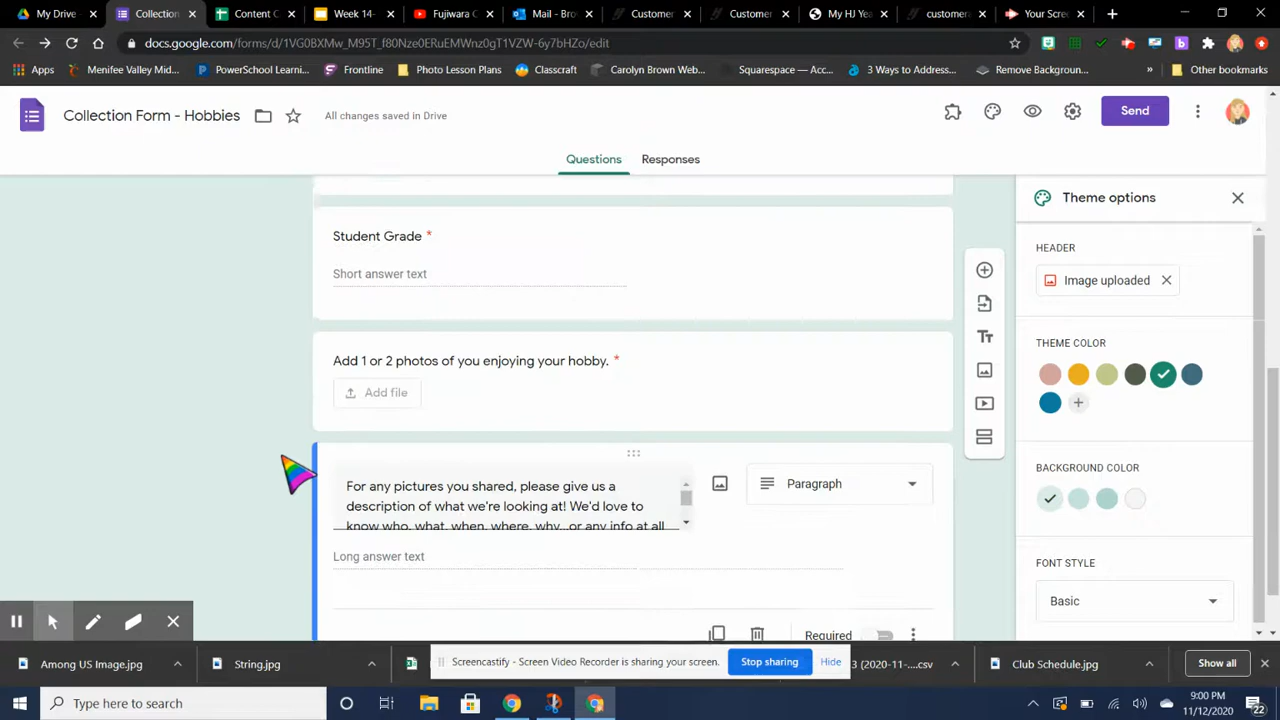 My Drive
Collection
Content C
Week 14-
Fujiwara C
Mail - Bro
Custome
Custome
My HJ Ye
customer
Your Scre
docs.google.com/forms/d/1VG0BXMw_M95T_f80Nze0ERuEMWnz0gT1VZW-6y7bHZo/edit
Apps
Menifee Valley Mid...
PowerSchool Learni...
Frontline
Photo Lesson Plans
Classcraft
Carolyn Brown Web...
Squarespace — Acc...
3 Ways to Address...
Remove Backgroun...
»
Other bookmarks
Collection Form - Hobbies
All changes saved in Drive
Send
Questions
Responses
Student Grade *
Short answer text
Add 1 or 2 photos of you enjoying your hobby. *
Add file
For any pictures you shared, please give us a
description of what we're looking at! We'd love to
know who, what, when, where, why...or any info at all
Paragraph
Long answer text
Required
Theme options
HEADER
Image uploaded
THEME COLOR
BACKGROUND COLOR
FONT STYLE
Basic
Among US Image.jpg
String.jpg
Screencastify - Screen Video Recorder is sharing your screen.
Stop sharing
Hide
3 (2020-11-....csv
Club Schedule.jpg
Show all
Type here to search
9:00 PM
11/12/2020
22